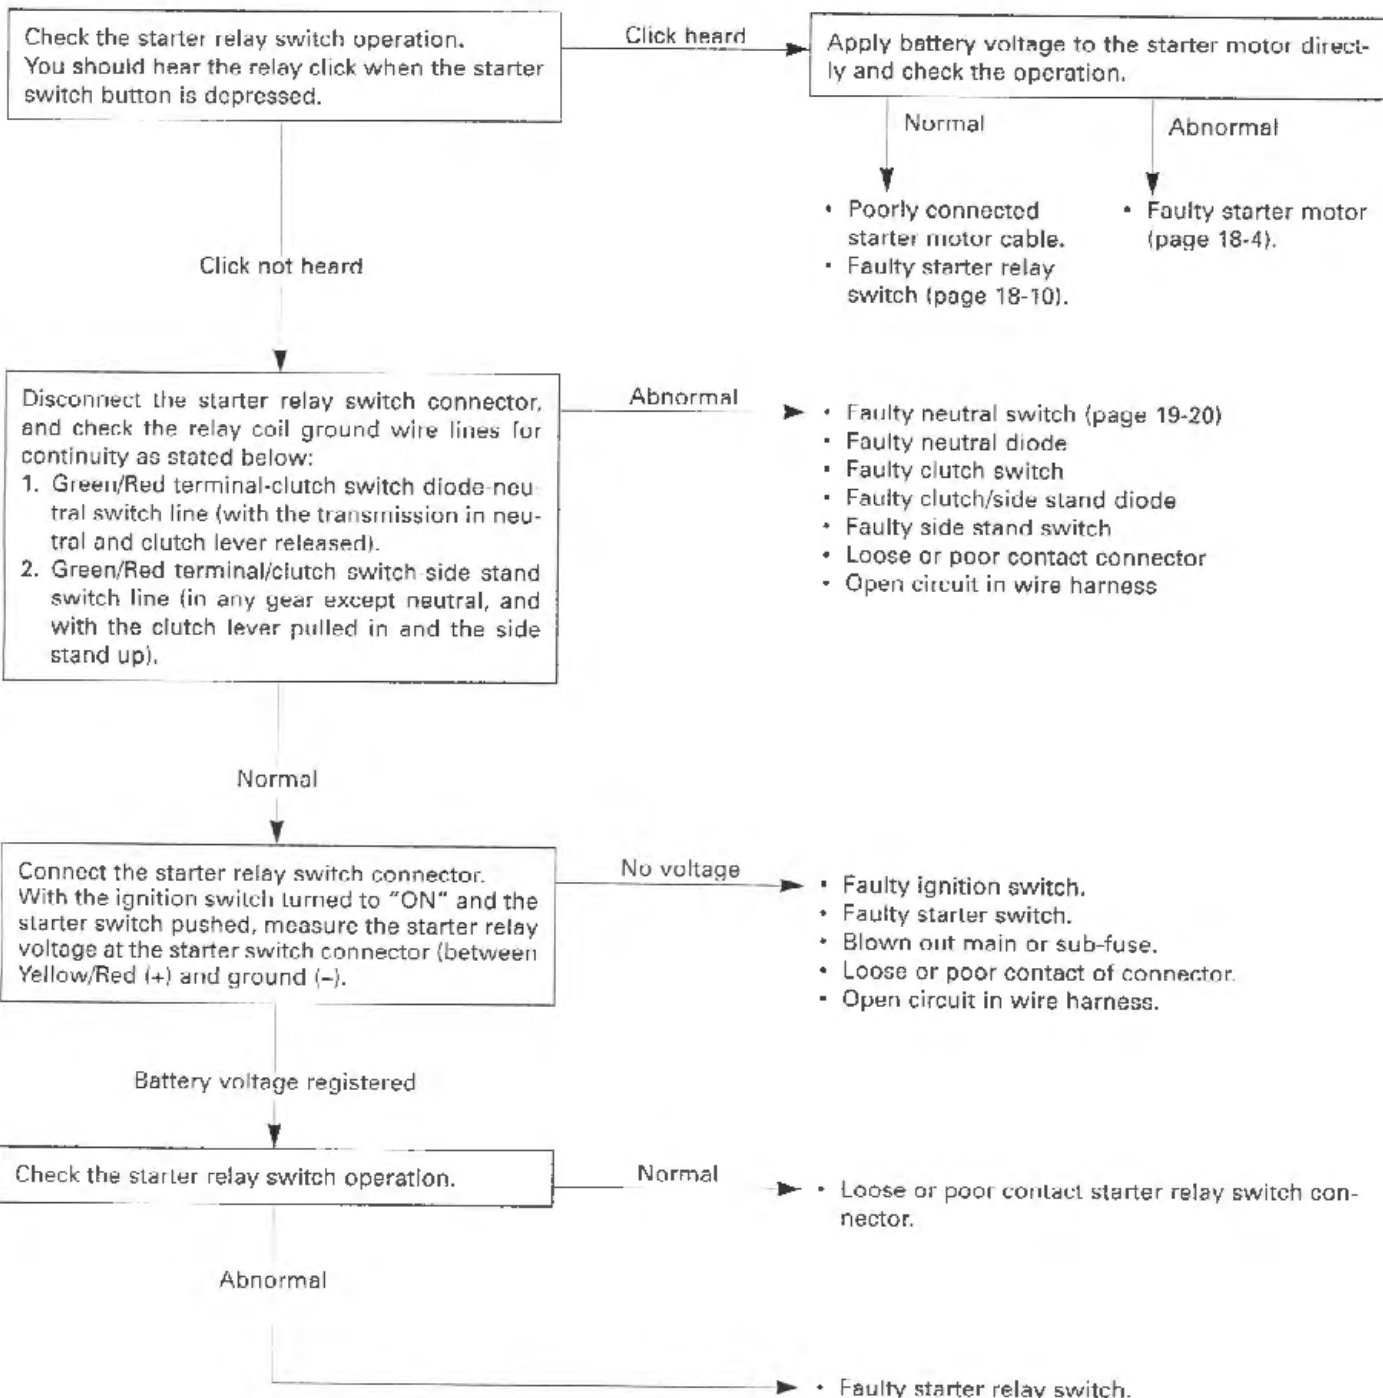 Check the starter relay switch operation.
You should hear the relay click when the starter
switch button is depressed.
Click heard
Apply battery voltage to the starter motor direct-
ly and check the operation.
Normal
Abnormal
• Poorly connected
starter motor cable.
• Faulty starter relay
switch (page 18-10).
• Faulty starter motor
(page 18-4).
Click not heard
Disconnect the starter relay switch connector,
and check the relay coil ground wire lines for
continuity as stated below:
1. Green/Red terminal-clutch switch diode-neu-
tral switch line (with the transmission in neu-
tral and clutch lever released).
2. Green/Red terminal/clutch switch-side stand
switch line (in any gear except neutral, and
with the clutch lever pulled in and the side
stand up).
Abnormal
• Faulty neutral switch (page 19-20)
• Faulty neutral diode
• Faulty clutch switch
• Faulty clutch/side stand diode
• Faulty side stand switch
• Loose or poor contact connector
• Open circuit in wire harness
Normal
Connect the starter relay switch connector.
With the ignition switch turned to "ON" and the
starter switch pushed, measure the starter relay
voltage at the starter switch connector (between
Yellow/Red (+) and ground (–).
No voltage
• Faulty ignition switch.
• Faulty starter switch.
• Blown out main or sub-fuse.
• Loose or poor contact of connector.
• Open circuit in wire harness.
Battery voltage registered
Check the starter relay switch operation.
Normal
• Loose or poor contact starter relay switch con-
nector.
Abnormal
• Faulty starter relay switch.